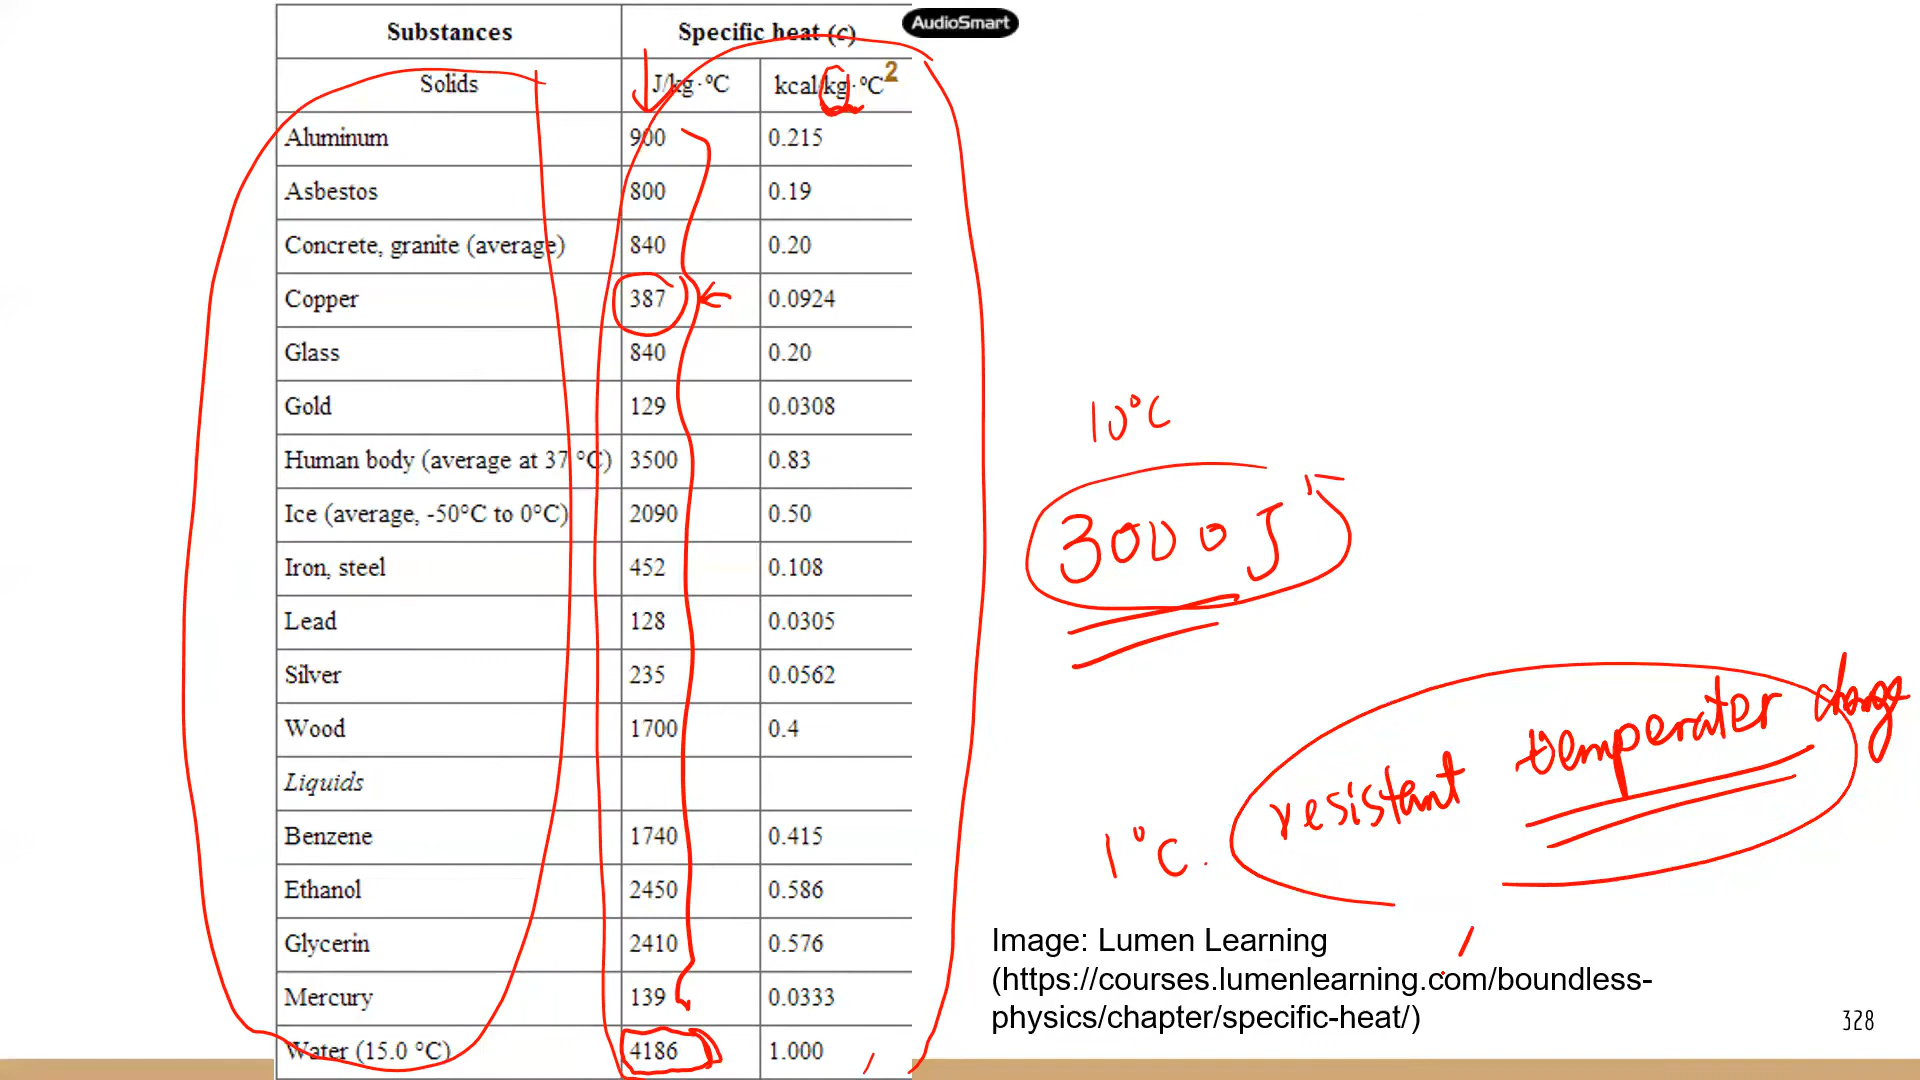 AudioSmart
Substances Specific heat (c)
Solids J/kg·°C kcal/kg·°C2
Aluminum 900 0.215
Asbestos 800 0.19
Concrete, granite (average) 840 0.20
Copper 387 0.0924
Glass 840 0.20
Gold 129 0.0308
Human body (average at 37 °C) 3500 0.83
Ice (average, -50°C to 0°C) 2090 0.50
Iron, steel 452 0.108
Lead 128 0.0305
Silver 235 0.0562
Wood 1700 0.4
Liquids
Benzene 1740 0.415
Ethanol 2450 0.586
Glycerin 2410 0.576
Mercury 139 0.0333
Water (15.0 °C) 4186 1.000
10°C
3000J
resistant temperater change
1°C.
Image: Lumen Learning
(https://courses.lumenlearning.com/boundless-
physics/chapter/specific-heat/)
328